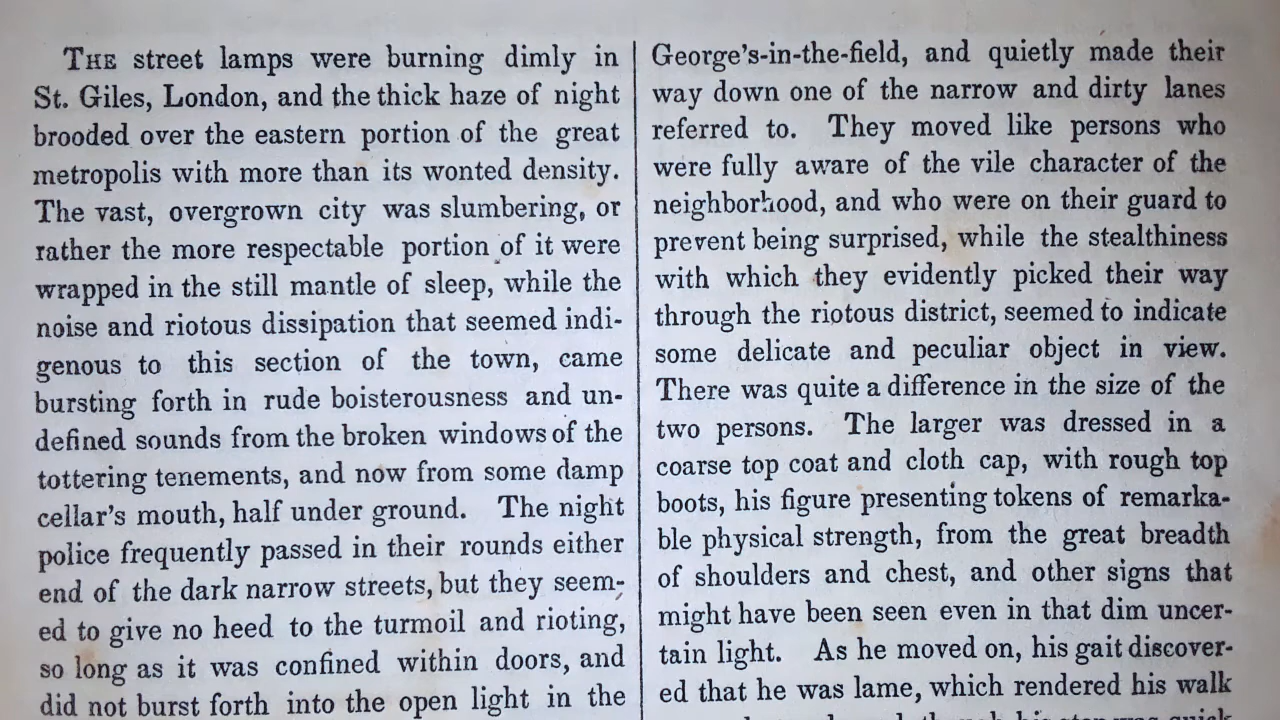 THE street lamps were burning dimly in
St. Giles, London, and the thick haze of night
brooded over the eastern portion of the great
metropolis with more than its wonted density.
The vast, overgrown city was slumbering, or
rather the more respectable portion of it were
wrapped in the still mantle of sleep, while the
noise and riotous dissipation that seemed indi-
genous to this section of the town, came
bursting forth in rude boisterousness and un-
defined sounds from the broken windows of the
tottering tenements, and now from some damp
cellar's mouth, half under ground. The night
police frequently passed in their rounds either
end of the dark narrow streets, but they seem-
ed to give no heed to the turmoil and rioting,
so long as it was confined within doors, and
did not burst forth into the open light in the
George's-in-the-field, and quietly made their
way down one of the narrow and dirty lanes
referred to. They moved like persons who
were fully aware of the vile character of the
neighborhood, and who were on their guard to
prevent being surprised, while the stealthiness
with which they evidently picked their way
through the riotous district, seemed to indicate
some delicate and peculiar object in view.
There was quite a difference in the size of the
two persons. The larger was dressed in a
coarse top coat and cloth cap, with rough top
boots, his figure presenting tokens of remarka-
ble physical strength, from the great breadth
of shoulders and chest, and other signs that
might have been seen even in that dim uncer-
tain light. As he moved on, his gait discover-
ed that he was lame, which rendered his walk
though his step was quick